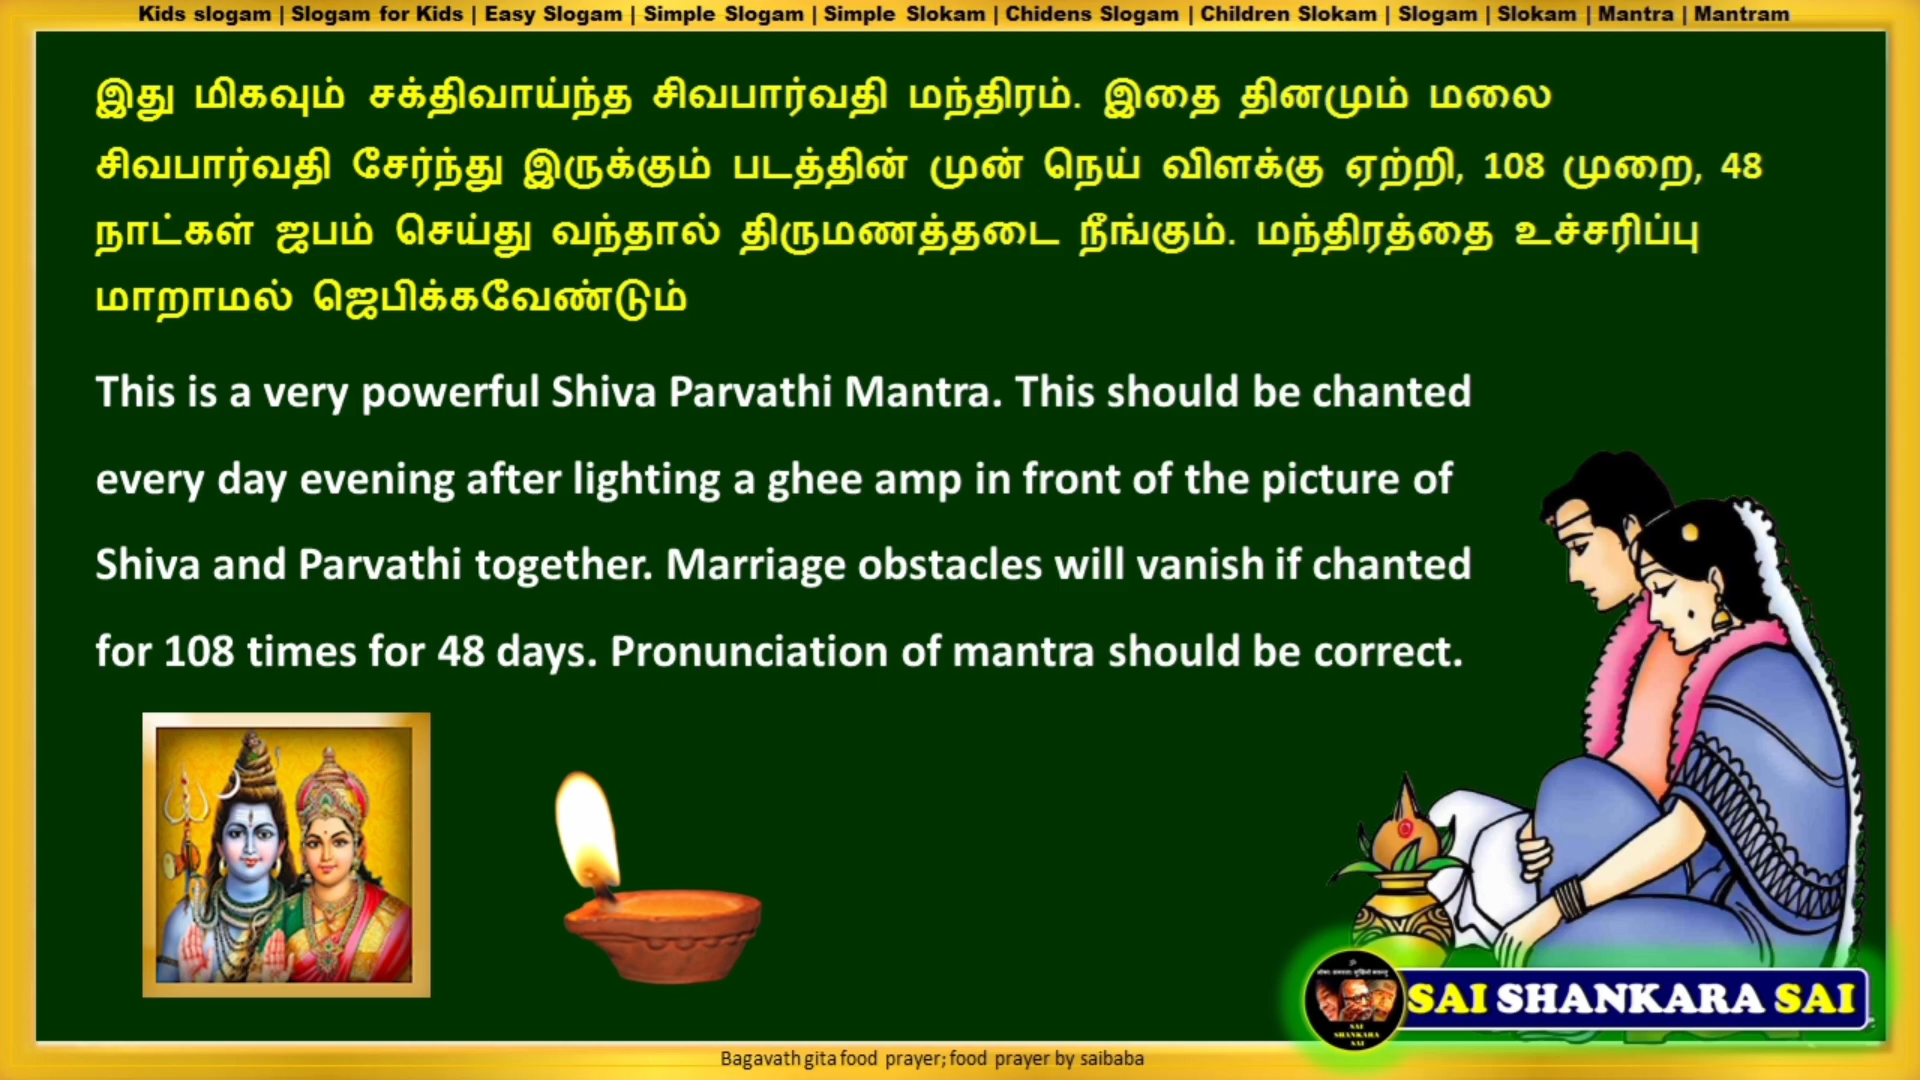 Kids slogam | Slogam for Kids | Easy Slogam | Simple Slogam | Simple Slokam | Chidens Slogam | Children Slokam | Slogam | Slokam | Mantra | Mantram
இது மிகவும் சக்திவாய்ந்த சிவபார்வதி மந்திரம். இதை தினமும் மலை
சிவபார்வதி சேர்ந்து இருக்கும் படத்தின் முன் நெய் விளக்கு ஏற்றி, 108 முறை, 48
நாட்கள் ஜபம் செய்து வந்தால் திருமணத்தடை நீங்கும். மந்திரத்தை உச்சரிப்பு
மாறாமல் ஜெபிக்கவேண்டும்
This is a very powerful Shiva Parvathi Mantra. This should be chanted
every day evening after lighting a ghee amp in front of the picture of
Shiva and Parvathi together. Marriage obstacles will vanish if chanted
for 108 times for 48 days. Pronunciation of mantra should be correct.
SAI SHANKARA SAI
SAI
SHANKARA
SAI
Bagavath gita food prayer; food prayer by saibaba